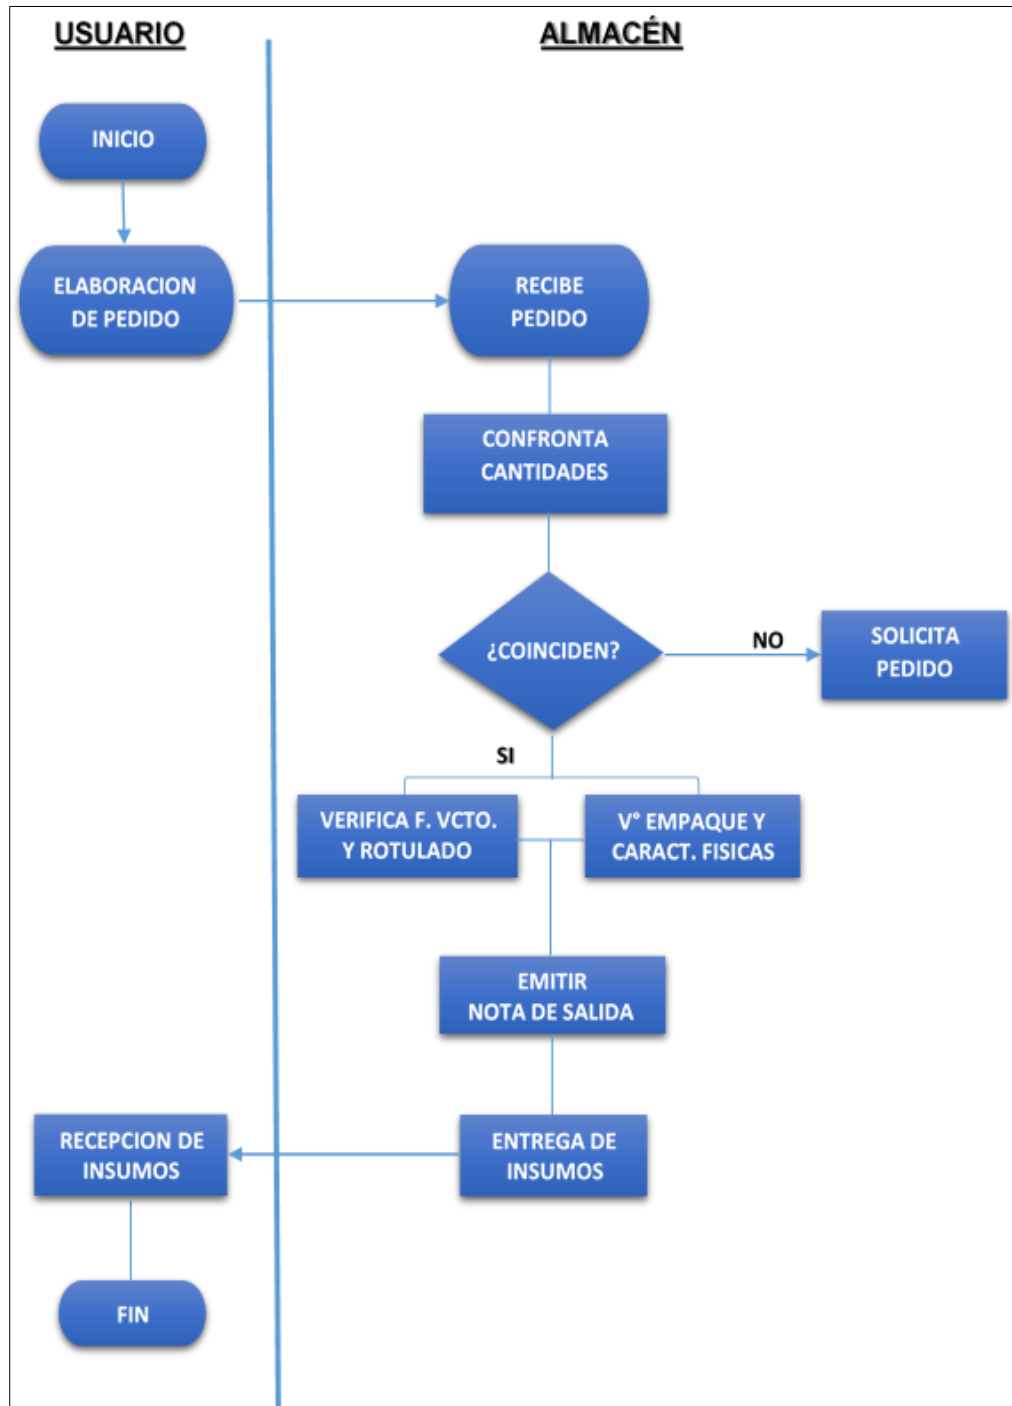 USUARIO
ALMACÉN
INICIO
ELABORACION
DE PEDIDO
RECIBE
PEDIDO
CONFRONTA
CANTIDADES
¿COINCIDEN?
NO
SOLICITA
PEDIDO
SI
VERIFICA F. VCTO.
Y ROTULADO
V° EMPAQUE Y
CARACT. FISICAS
EMITIR
NOTA DE SALIDA
ENTREGA DE
INSUMOS
RECEPCION DE
INSUMOS
FIN